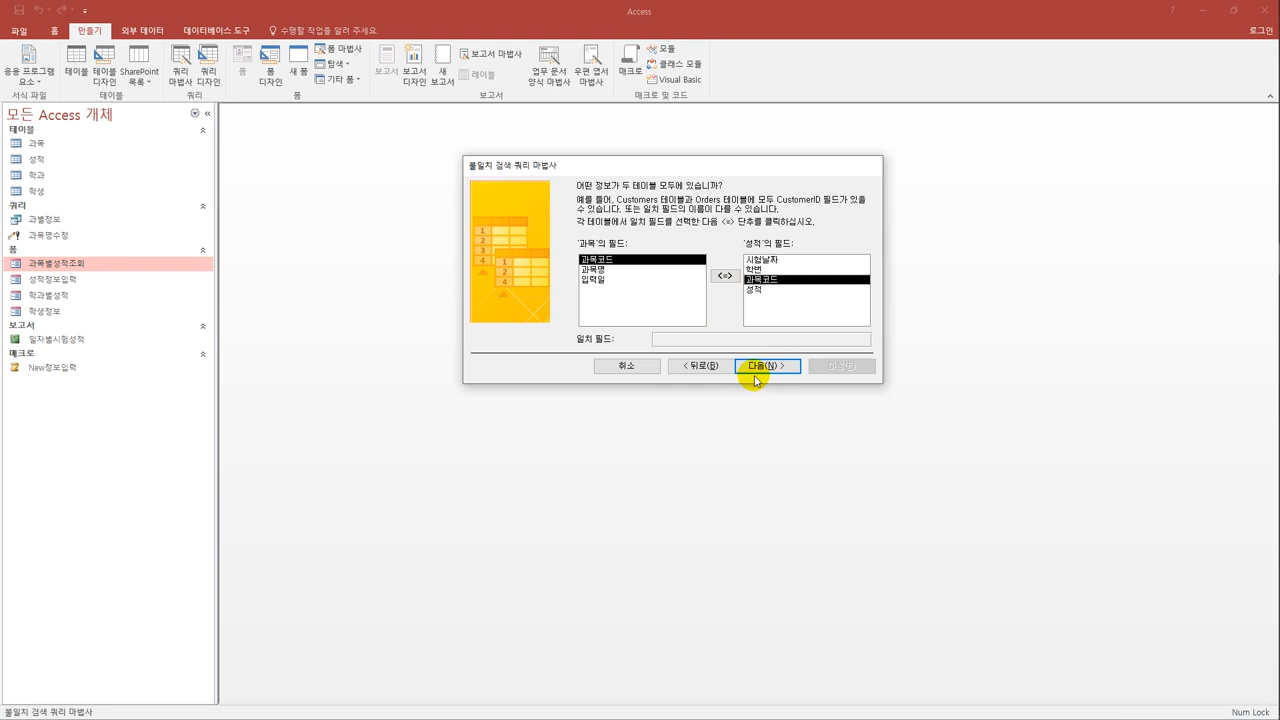 Access
로그인
파일
홈
만들기
외부 데이터
데이터베이스 도구
수행할 작업을 알려 주세요.
응용 프로그램
요소
테이블
테이블
디자인
SharePoint
목록
쿼리
마법사
쿼리
디자인
폼
폼
디자인
새 폼
폼 마법사
탐색
기타 폼
보고서
보고서
디자인
새
보고서
보고서 마법사
레이블
업무 문서
양식 마법사
우편 엽서
마법사
매크로
모듈
클래스 모듈
Visual Basic
서식 파일
테이블
쿼리
폼
보고서
매크로 및 코드
모든 Access 개체
테이블
과목
성적
학과
학생
쿼리
과별정보
과목명수정
폼
과목별성적조회
성적정보입력
학과별성적
학생정보
보고서
일자별시험성적
매크로
New정보입력
불일치 검색 쿼리 마법사
어떤 정보가 두 테이블 모두에 있습니까?
예를 들어, Customers 테이블과 Orders 테이블에 모두 CustomerID 필드가 있을
수 있습니다. 또는 일치 필드의 이름이 다를 수 있습니다.
각 테이블에서 일치 필드를 선택한 다음 <=> 단추를 클릭하십시오.
'과목'의 필드:
과목코드
과목명
입력일
<=>
'성적'의 필드:
시험날짜
학번
과목코드
성적
일치 필드:
취소
< 뒤로(B)
다음(N) >
마침(F)
불일치 검색 쿼리 마법사
Num Lock